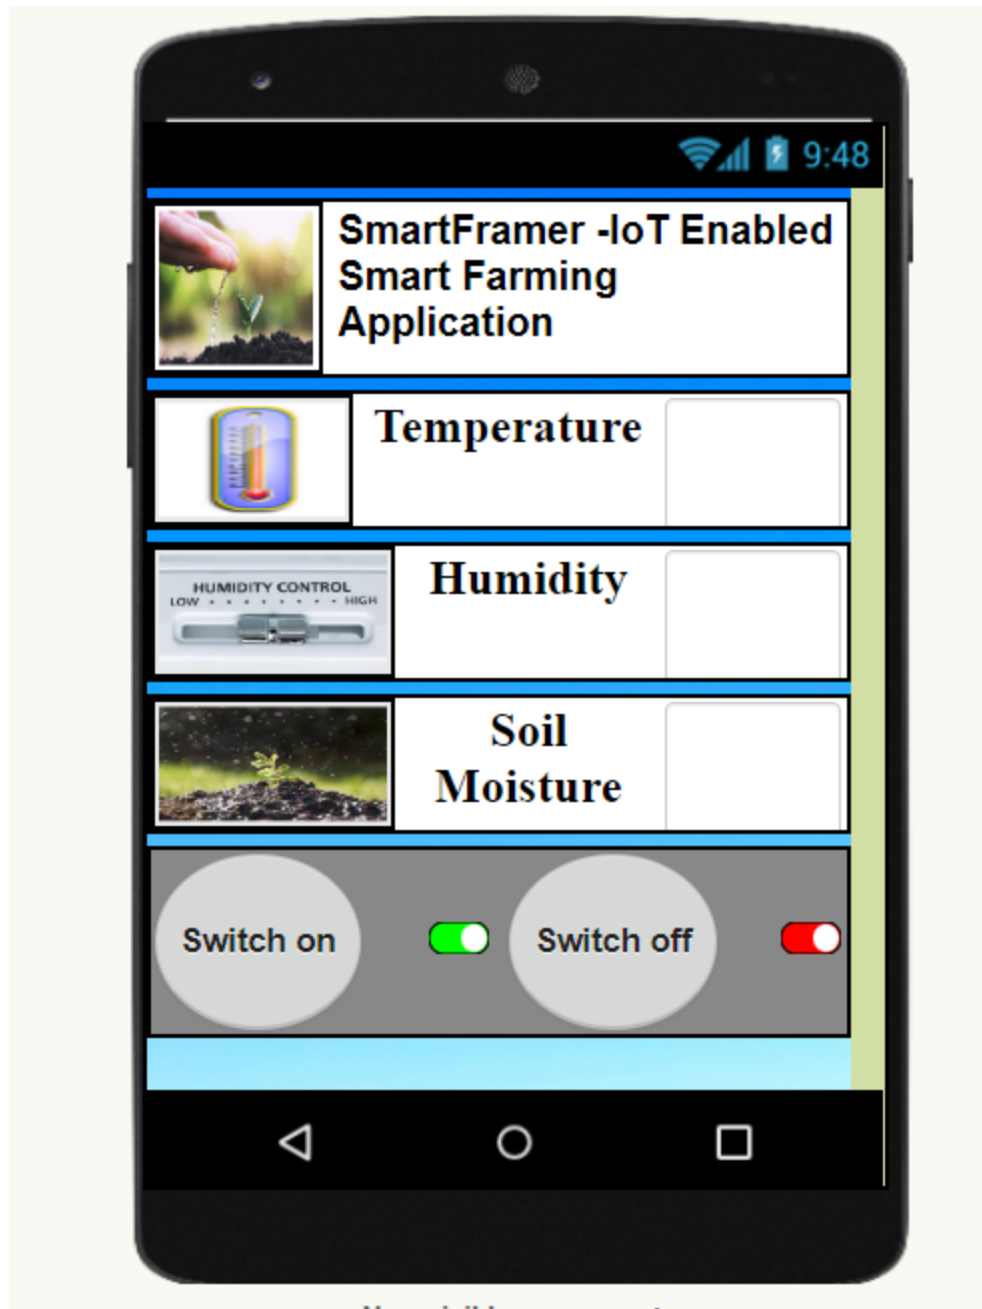 9:48
SmartFramer -IoT Enabled
Smart Farming
Application
Temperature
HUMIDITY CONTROL
LOW HIGH
Humidity
Soil
Moisture
Switch on
Switch off